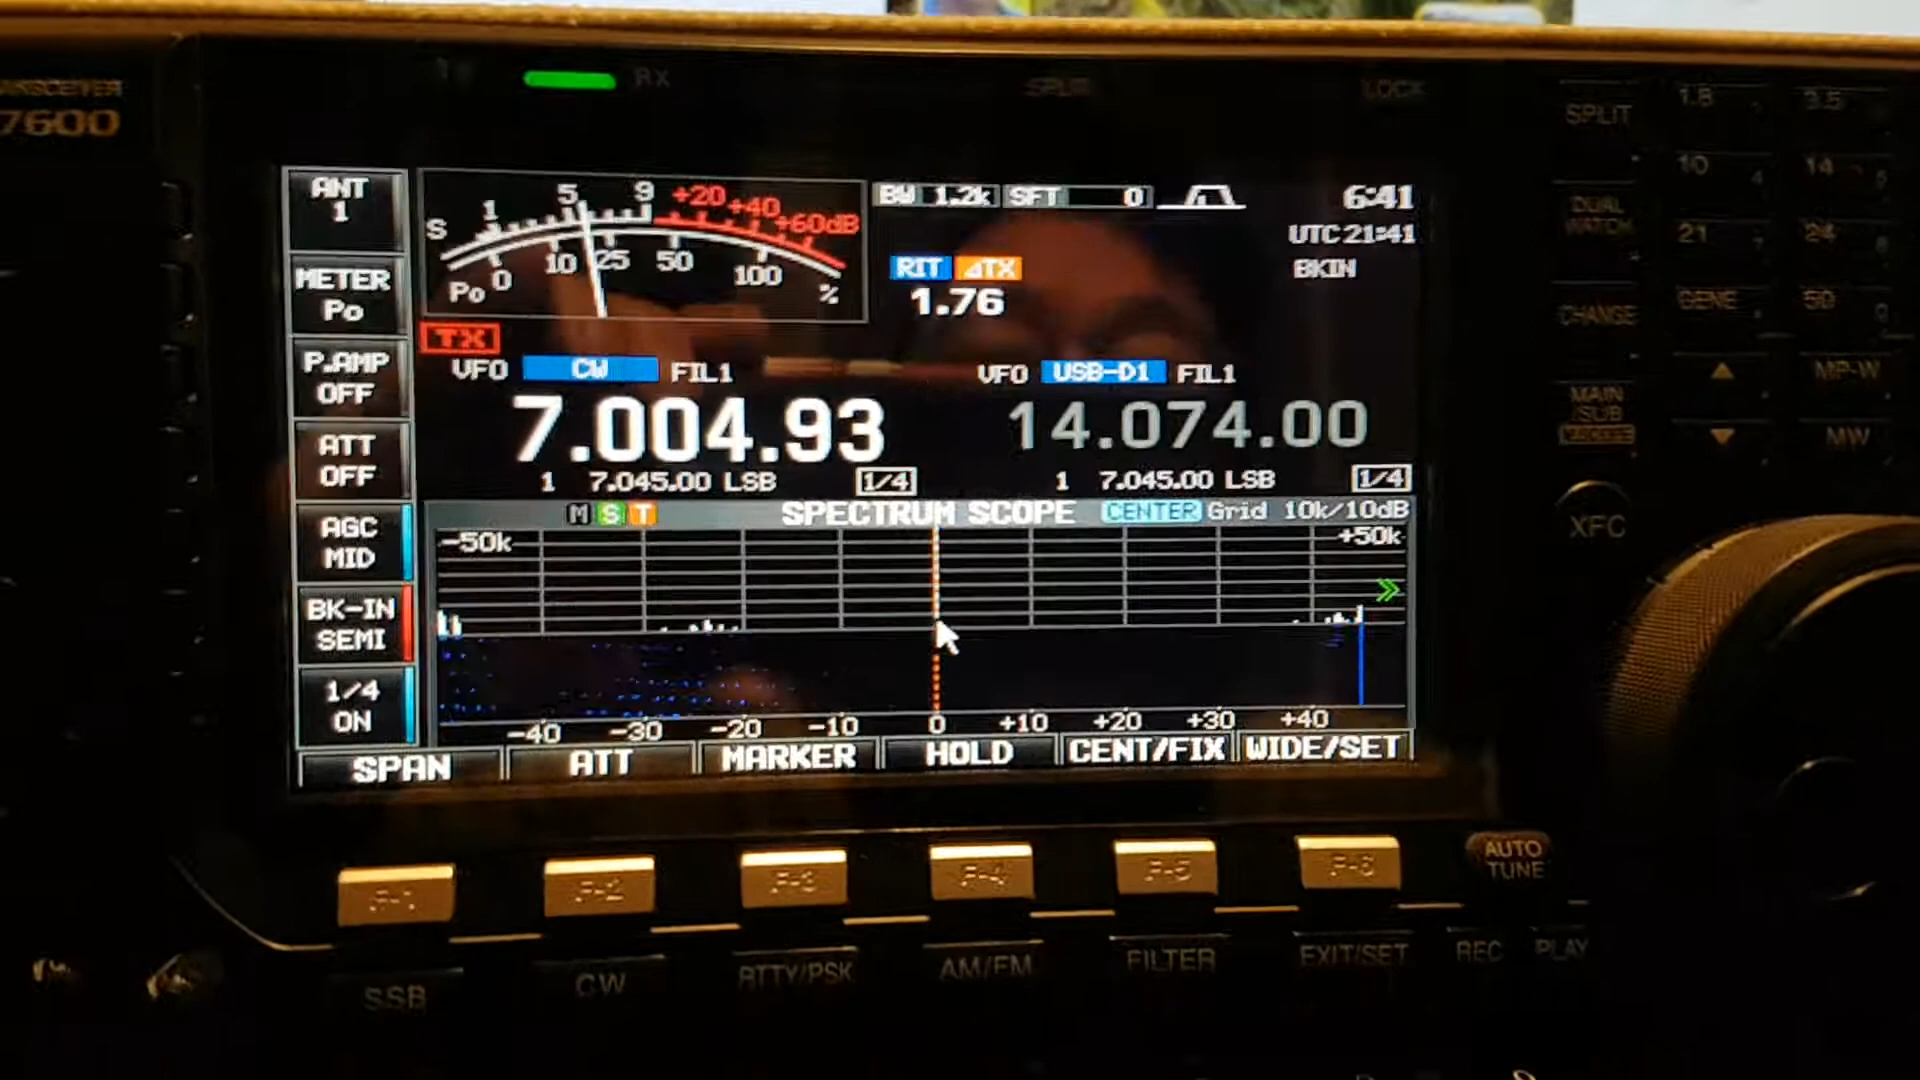 RX SPLIT LOCK
7600
ANT
1
METER
Po
P.AMP
OFF
ATT
OFF
AGC
MID
BK-IN
SEMI
1/4
ON
S 1 5 9 +20 +40 +60dB
Po 0 10 25 50 100 %
BW 1.2k SFT 0 6:41
UTC 21:41
RIT ⊿TX BKIN
1.76
TX
VFO CW FIL1 VFO USB-D1 FIL1
7.004.93 14.074.00
1 7.045.00 LSB 1/4 1 7.045.00 LSB 1/4
M S T SPECTRUM SCOPE CENTER Grid 10k/10dB
-50k +50k
-40 -30 -20 -10 0 +10 +20 +30 +40
SPAN ATT MARKER HOLD CENT/FIX WIDE/SET
F-1 F-2 F-3 F-4 F-5 F-6
SSB CW RTTY/PSK AM/FM FILTER EXIT/SET REC PLAY
AUTO
TUNE
SPLIT 1.8 3.5
DUAL
WATCH 10 4 14 5
21 7 24 8
CHANGE GENE 50 0
MAIN
/SUB
▲ MP-W
▼ MW
XFC